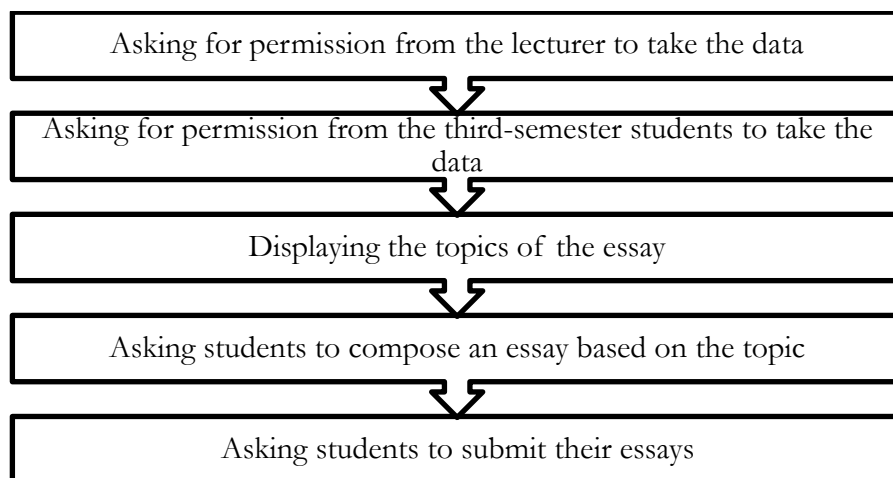 Asking for permission from the lecturer to take the data
Asking for permission from the third-semester students to take the
data
Displaying the topics of the essay
Asking students to compose an essay based on the topic
Asking students to submit their essays